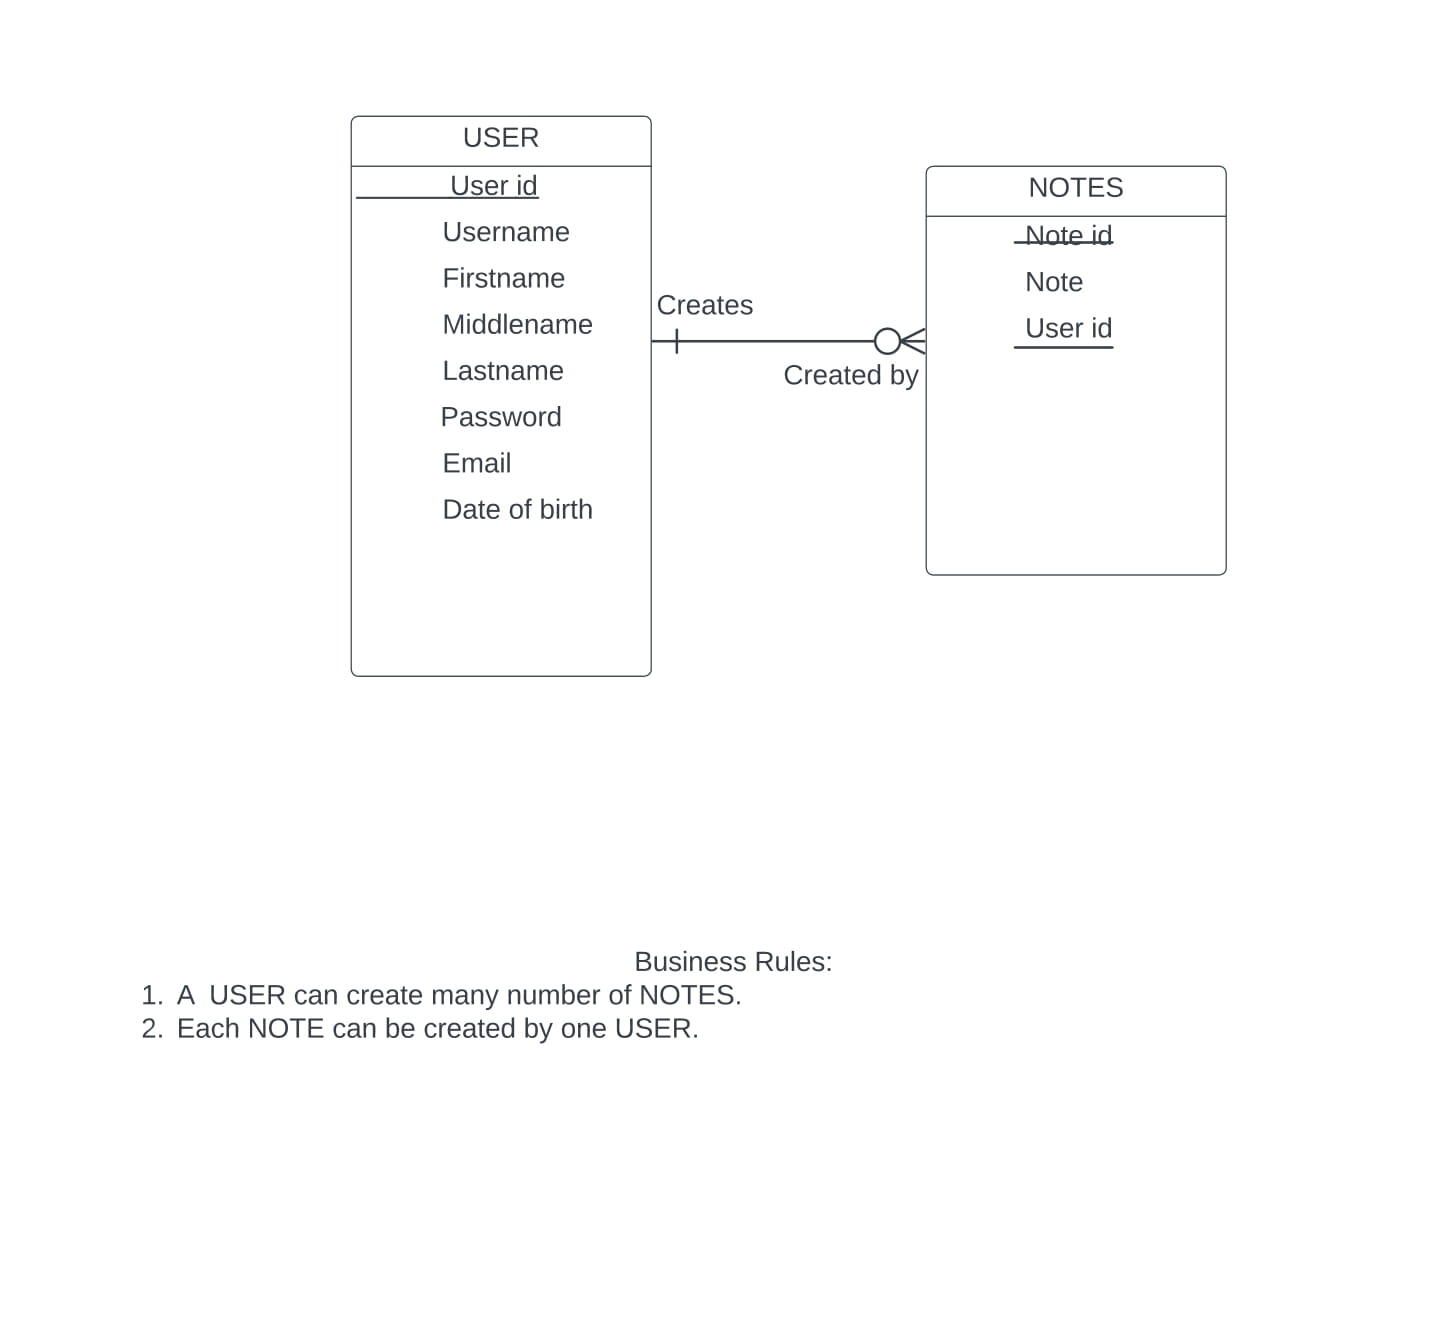 USER
User id
Username
Firstname
Middlename
Lastname
Password
Email
Date of birth
Creates
Created by
NOTES
Note id
Note
User id
Business Rules:
1. A  USER can create many number of NOTES.
2. Each NOTE can be created by one USER.